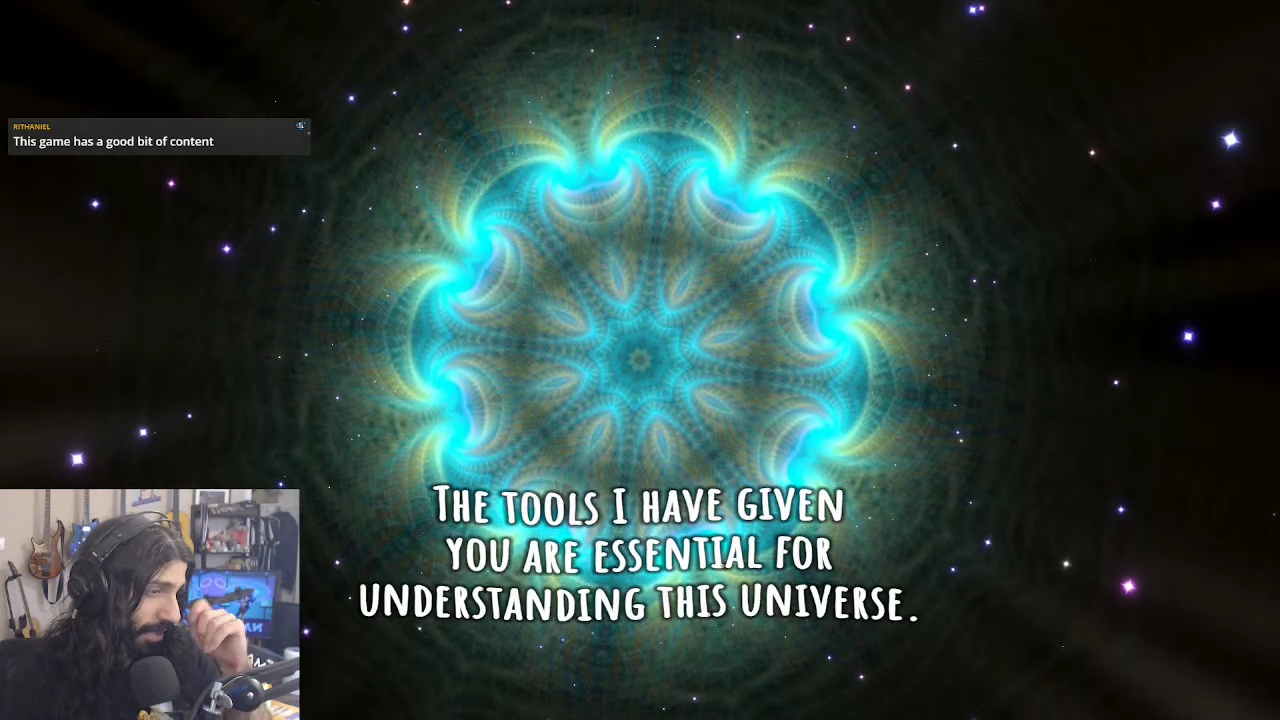 RITHANIEL
This game has a good bit of content
THE TOOLS I HAVE GIVEN
YOU ARE ESSENTIAL FOR
UNDERSTANDING THIS UNIVERSE.